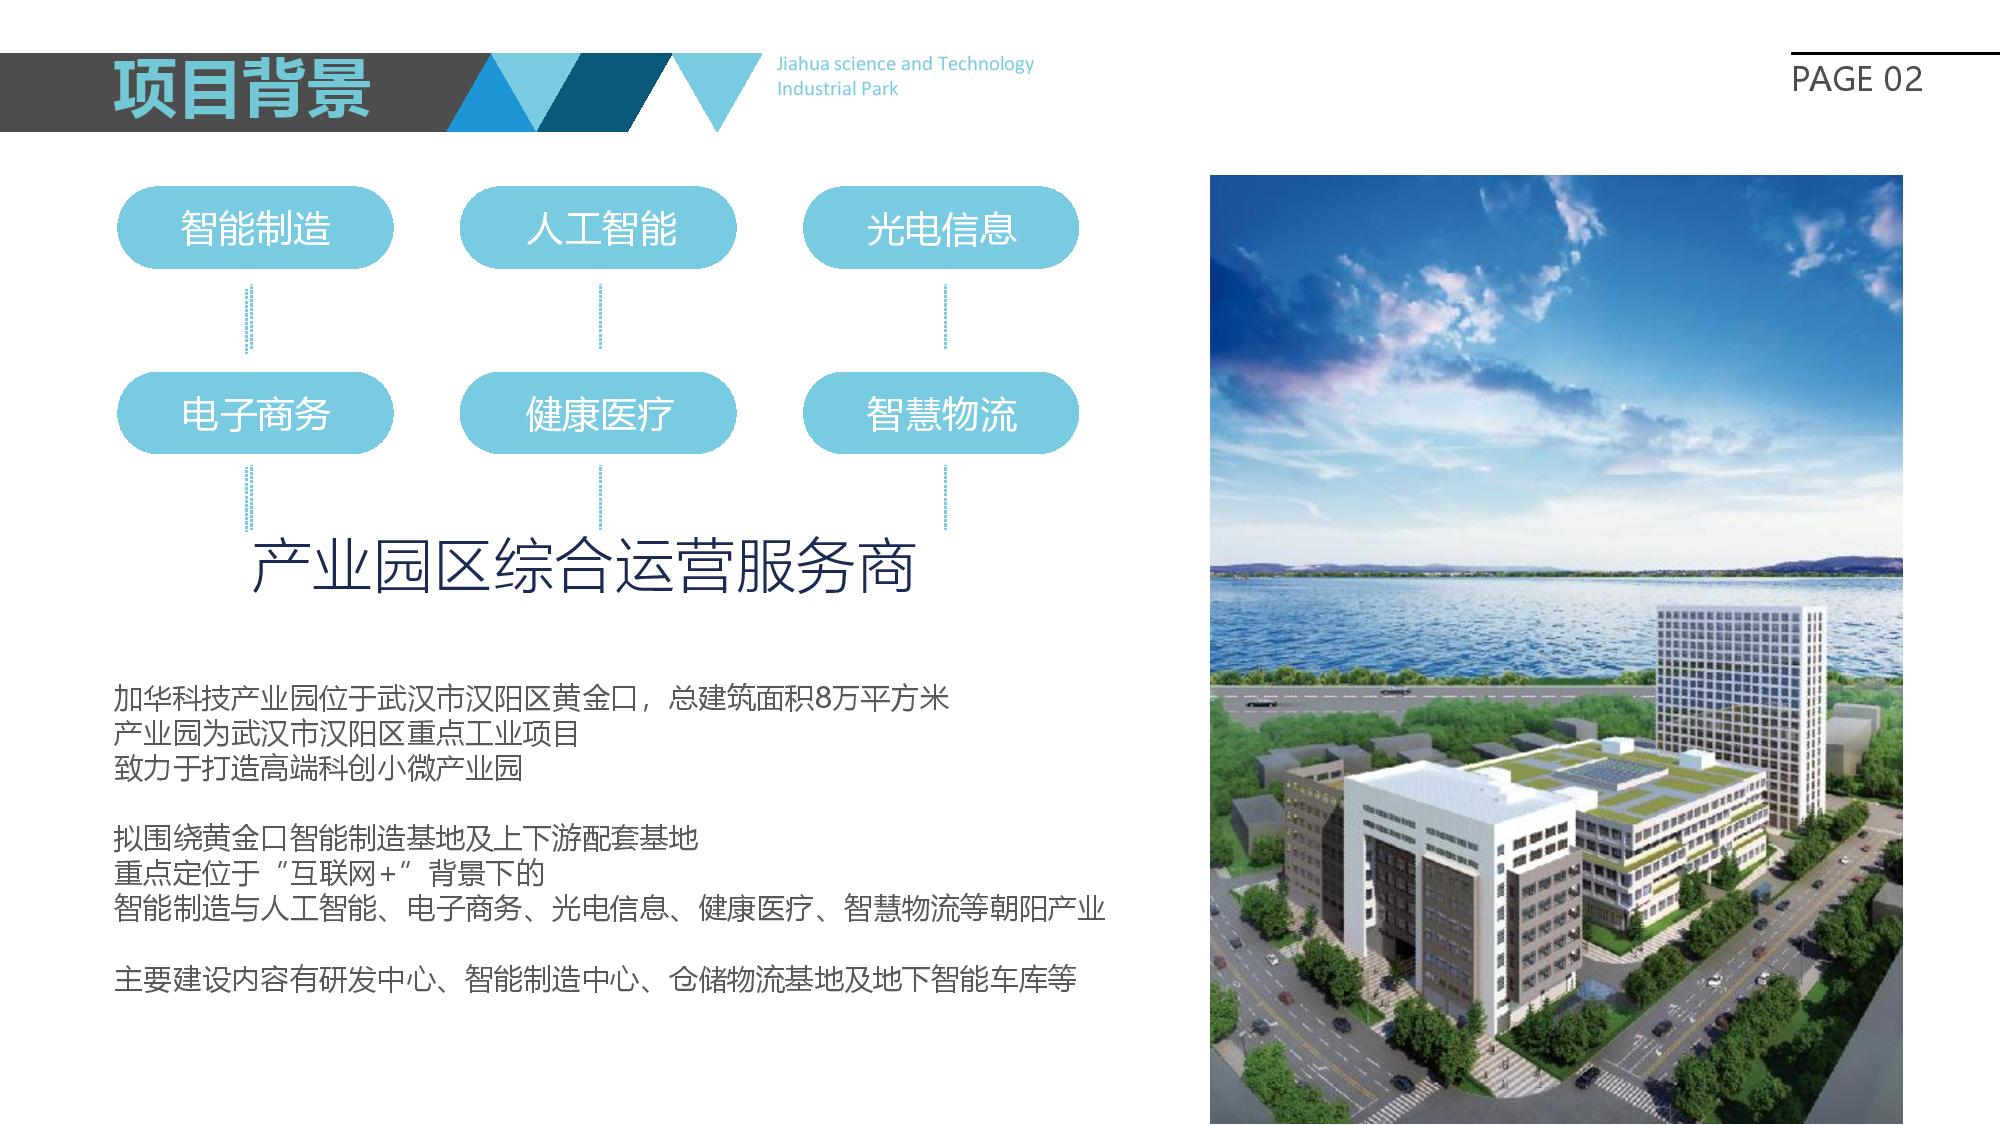 项目背景
Jiahua science and Technology
Industrial Park
PAGE 02
智能制造
人工智能
光电信息
电子商务
健康医疗
智慧物流
产业园区综合运营服务商
加华科技产业园位于武汉市汉阳区黄金口，总建筑面积8万平方米
产业园为武汉市汉阳区重点工业项目
致力于打造高端科创小微产业园
拟围绕黄金口智能制造基地及上下游配套基地
重点定位于“互联网+”背景下的
智能制造与人工智能、电子商务、光电信息、健康医疗、智慧物流等朝阳产业
主要建设内容有研发中心、智能制造中心、仓储物流基地及地下智能车库等